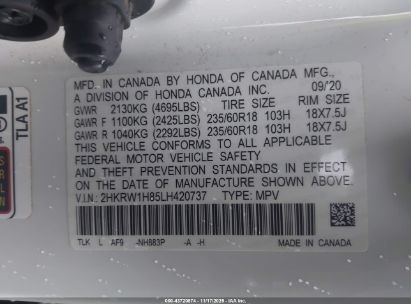 MFD. IN CANADA BY HONDA OF CANADA MFG.,
A DIVISION OF HONDA CANADA INC. 09/20
GVWR 2130KG (4695LBS) TIRE SIZE RIM SIZE
GAWR F 1100KG (2425LBS) 235/60R18 103H 18X7.5J
GAWR R 1040KG (2292LBS) 235/60R18 103H 18X7.5J
THIS VEHICLE CONFORMS TO ALL APPLICABLE
FEDERAL MOTOR VEHICLE SAFETY
AND THEFT PREVENTION STANDARDS IN EFFECT ON
THE DATE OF MANUFACTURE SHOWN ABOVE.
V.I.N.: 2HKRW1H85LH420737 TYPE: MPV
TLK L AF9 -NH883P -A -H
MADE IN CANADA
TLA A1